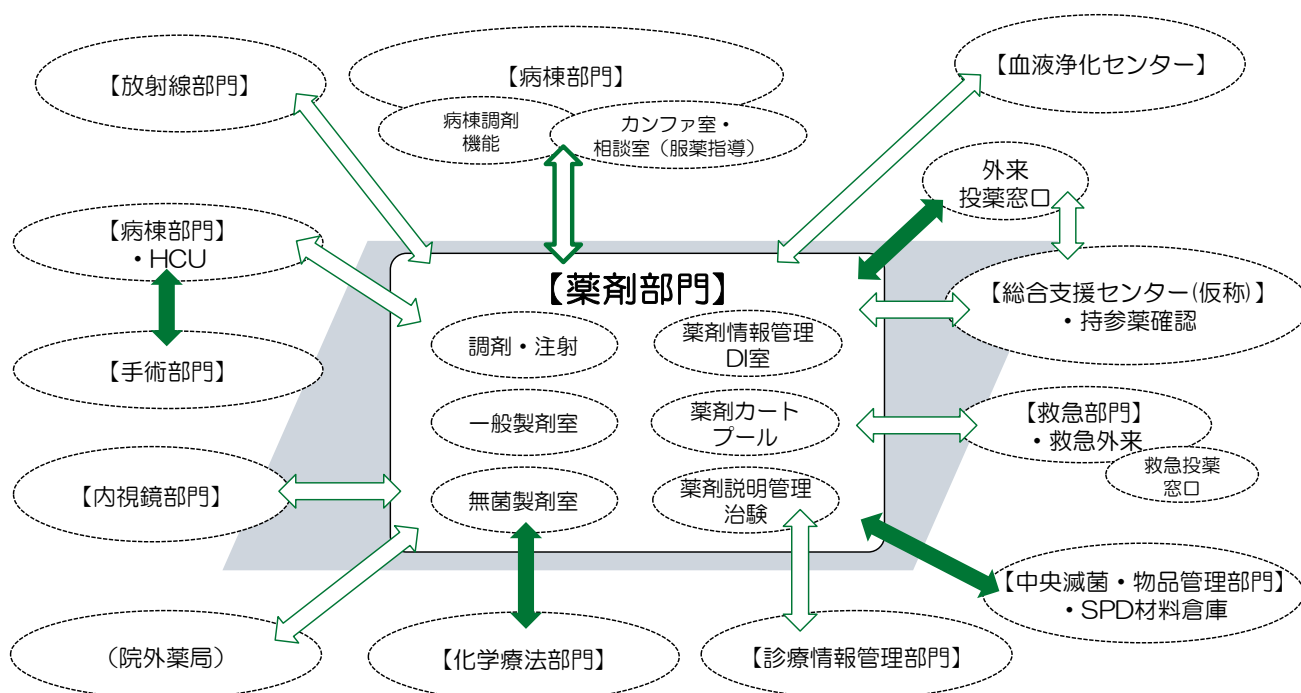 【放射線部門】
【病棟部門】
病棟調剤
機能
カンファ室・
相談室（服薬指導）
【血液浄化センター】
外来
投薬窓口
【病棟部門】
・HCU
【手術部門】
【薬剤部門】
調剤・注射
薬剤情報管理
DI室
一般製剤室
薬剤カート
プール
無菌製剤室
薬剤説明管理
治験
【総合支援センター(仮称)】
・持参薬確認
【救急部門】
・救急外来
救急投薬
窓口
【内視鏡部門】
【中央滅菌・物品管理部門】
・SPD材料倉庫
（院外薬局）
【化学療法部門】
【診療情報管理部門】